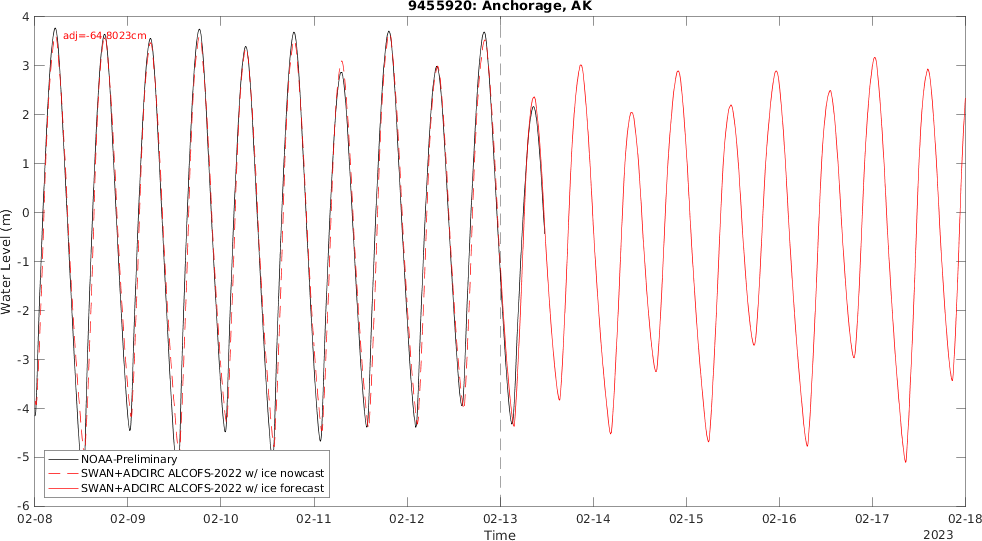 9455920: Anchorage, AK
adj=-64.8023cm
4
3
2
1
0
-1
-2
-3
-4
-5
-6
Water Level (m)
NOAA-Preliminary
SWAN+ADCIRC ALCOFS-2022 w/ ice nowcast
SWAN+ADCIRC ALCOFS-2022 w/ ice forecast
02-08 02-09 02-10 02-11 02-12 02-13 02-14 02-15 02-16 02-17 02-18
Time
2023